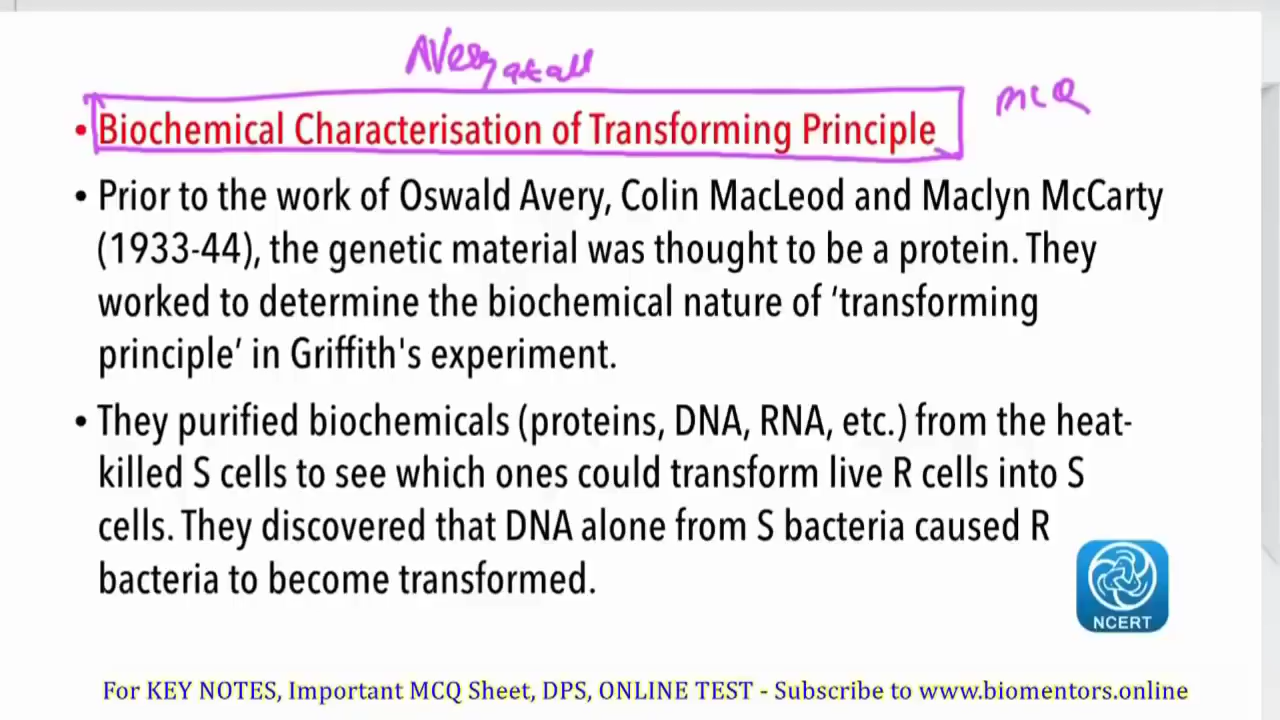 Avery at all
MCQ
• Biochemical Characterisation of Transforming Principle
• Prior to the work of Oswald Avery, Colin MacLeod and Maclyn McCarty
(1933-44), the genetic material was thought to be a protein. They
worked to determine the biochemical nature of ‘transforming
principle’ in Griffith's experiment.
• They purified biochemicals (proteins, DNA, RNA, etc.) from the heat-
killed S cells to see which ones could transform live R cells into S
cells. They discovered that DNA alone from S bacteria caused R
bacteria to become transformed.
NCERT
For KEY NOTES, Important MCQ Sheet, DPS, ONLINE TEST - Subscribe to www.biomentors.online